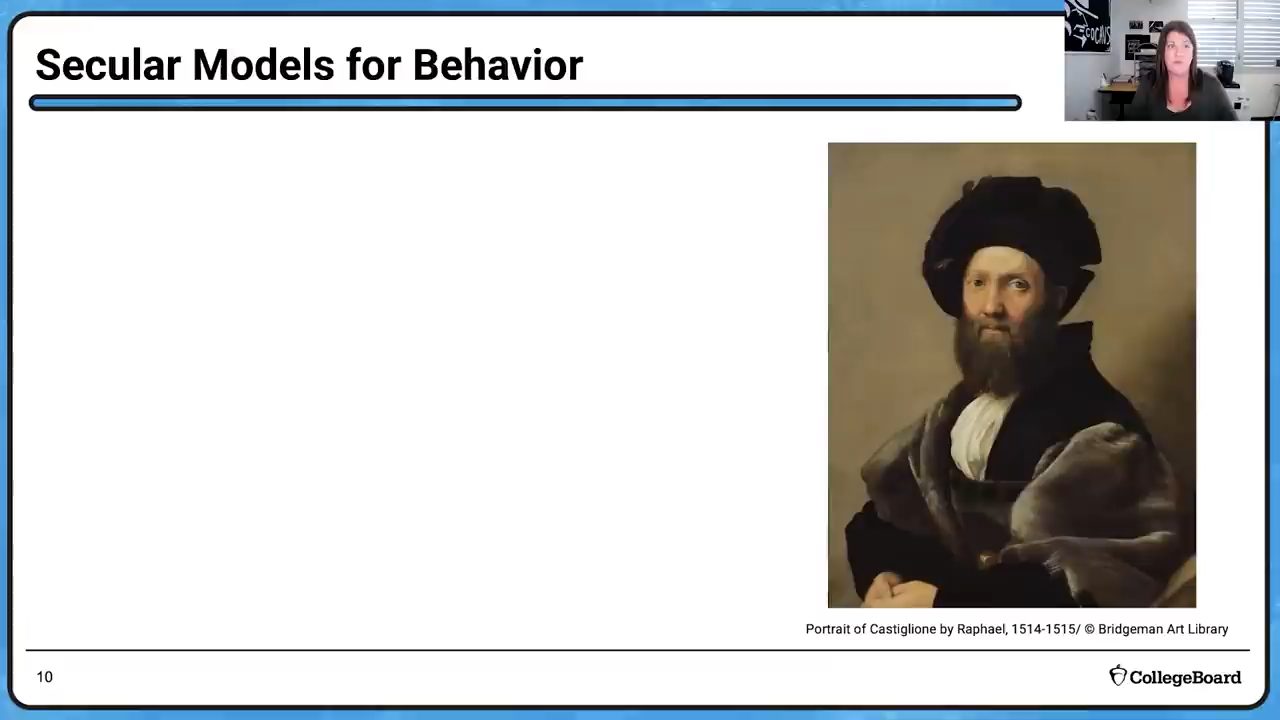 Secular Models for Behavior
Portrait of Castiglione by Raphael, 1514-1515/ © Bridgeman Art Library
10
CollegeBoard